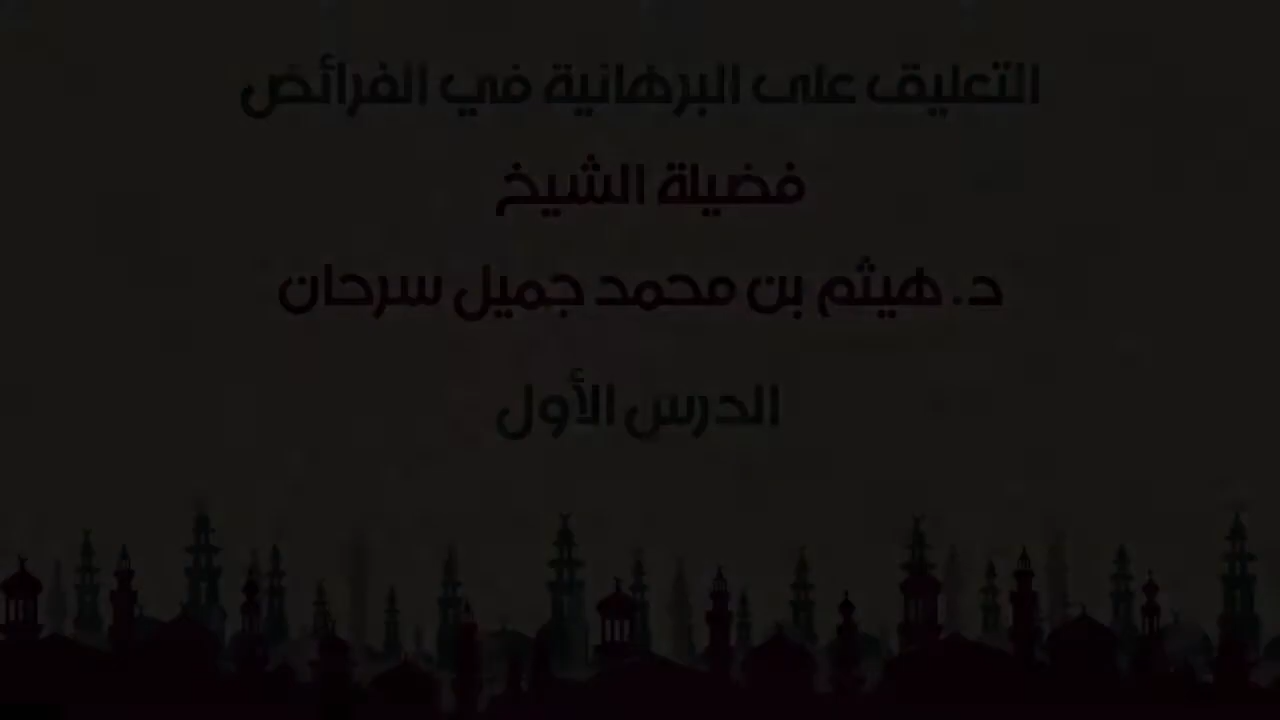 التعليق على البرهانية في الفرائض
فضيلة الشيخ
د. هيثم بن محمد جميل سرحان
الدرس الأول